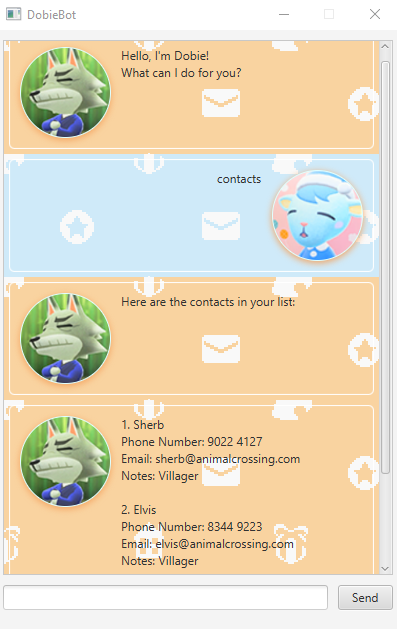 DobieBot
Hello, I'm Dobie!
What can I do for you?
contacts
Here are the contacts in your list:
1. Sherb
Phone Number: 9022 4127
Email: sherb@animalcrossing.com
Notes: Villager
2. Elvis
Phone Number: 8344 9223
Email: elvis@animalcrossing.com
Notes: Villager
Send